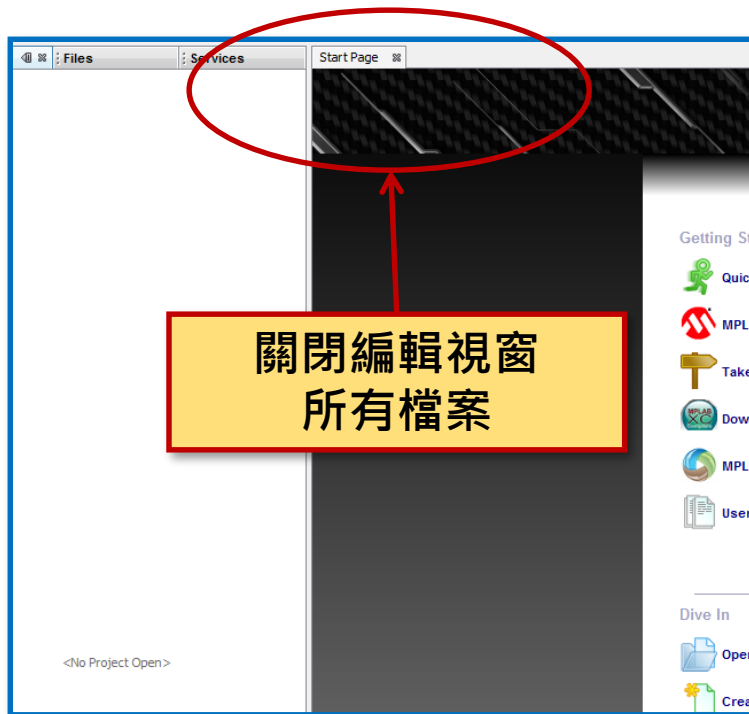 Files
Services
Start Page
Getting St
Quic
MPL
Take
Dow
MPL
User
關閉編輯視窗
所有檔案
Dive In
Oper
Crea
<No Project Open>